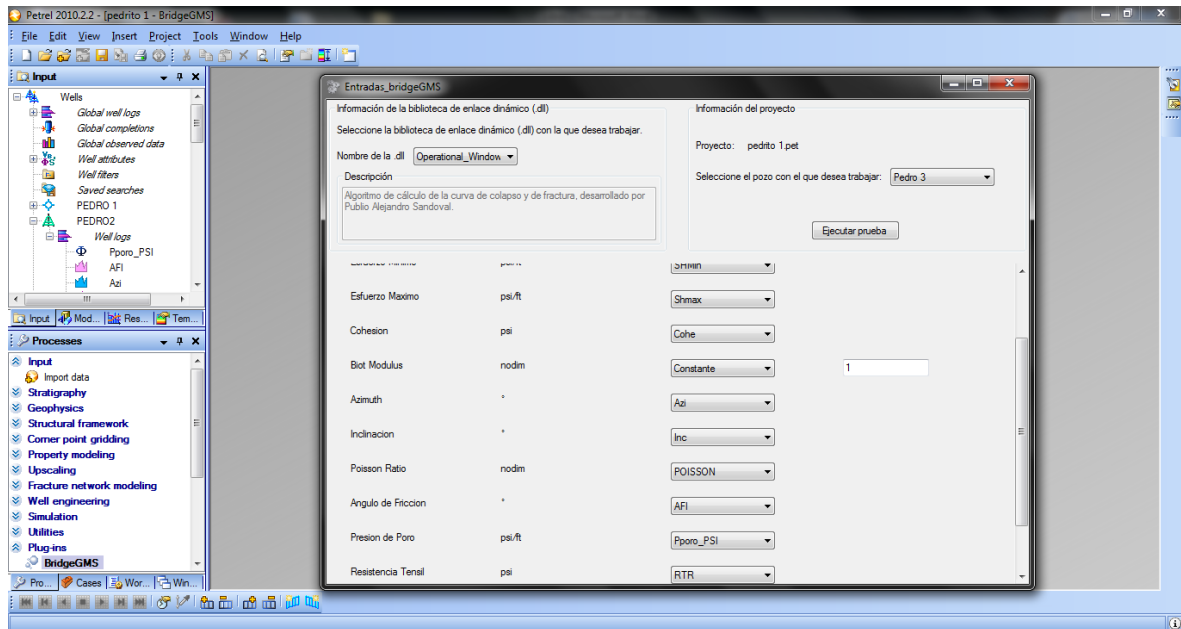 Petrel 2010.2.2 - [pedrito 1 - BridgeGMS]
File Edit View Insert Project Tools Window Help
Input
Wells
Global well logs
Global completions
Global observed data
Well attributes
Well filters
Saved searches
PEDRO 1
PEDRO2
Well logs
Pporo_PSI
AFI
Azi
Input Mod... Res... Tem...
Processes
Input
Import data
Stratigraphy
Geophysics
Structural framework
Corner point gridding
Property modeling
Upscaling
Fracture network modeling
Well engineering
Simulation
Utilities
Plug-ins
BridgeGMS
Pro... Cases Wor... Win...
Entradas_bridgeGMS
Información de la biblioteca de enlace dinámico (.dll)
Seleccione la biblioteca de enlace dinámico (.dll) con la que desea trabajar.
Nombre de la .dll Operational_Window
Descripción
Algoritmo de cálculo de la curva de colapso y de fractura, desarrollado por
Publio Alejandro Sandoval.
Información del proyecto
Proyecto: pedrito 1.pet
Seleccione el pozo con el que desea trabajar: Pedro 3
Ejecutar prueba
SHMin
Esfuerzo Maximo psi/ft Shmax
Cohesion psi Cohe
Biot Modulus nodim Constante 1
Azimuth ° Azi
Inclinacion ° Inc
Poisson Ratio nodim POISSON
Angulo de Friccion ° AFI
Presion de Poro psi/ft Pporo_PSI
Resistencia Tensil psi RTR